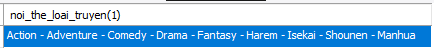 noi_the_loai_truyen(1)
Action - Adventure - Comedy - Drama - Fantasy - Harem - Isekai - Shounen - Manhua